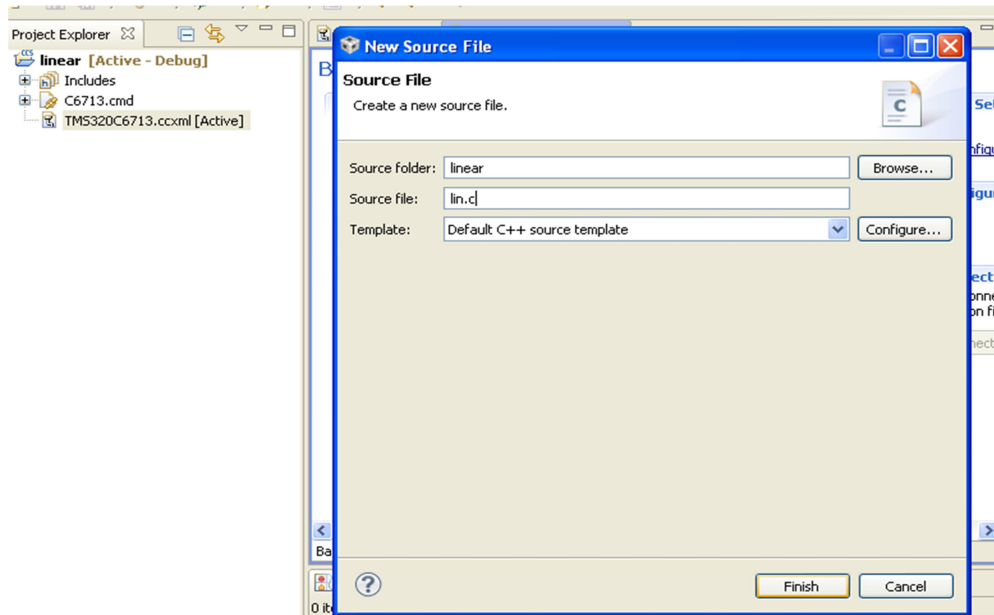 Project Explorer
linear [Active - Debug]
Includes
C6713.cmd
TMS320C6713.ccxml [Active]
New Source File
Source File
Create a new source file.
Source folder: linear Browse...
Source file: lin.c
Template: Default C++ source template Configure...
Finish Cancel